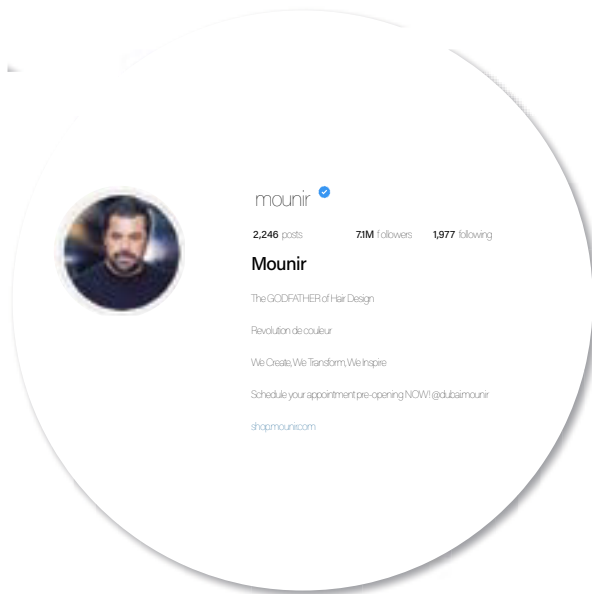 mounir
2,246 posts 7.1M followers 1,977 following
Mounir
The GODFATHER of Hair Design
Revolution de couleur
We Create, We Transform, We Inspire
Schedule your appointment pre-opening NOW! @dubaimounir
shop.mounir.com